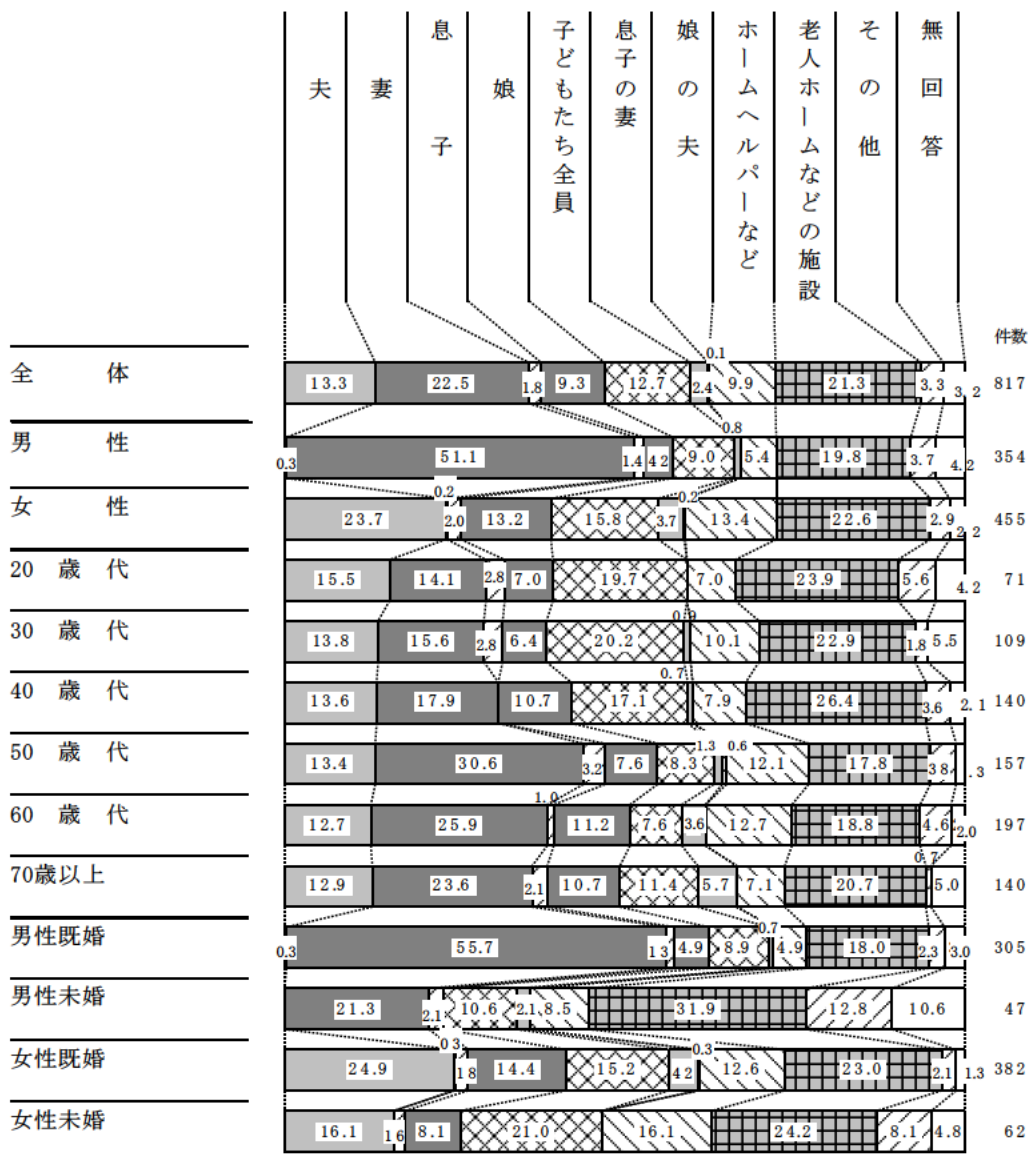 夫
妻
息子
娘
子どもたち全員
息子の妻
娘の夫
ホームヘルパーなど
老人ホームなどの施設
その他
無回答
件数
0.1
全体 13.3 22.5 1.8 9.3 12.7 2.4 9.9 21.3 3.3 3.2 817
0.8
男性 0.3 51.1 1.4 4 2 9.0 5.4 19.8 3.7 4.2 354
0.2 0.2
女性 23.7 2.0 13.2 15.8 3.7 13.4 22.6 2.9 2.2 455
20歳代 15.5 14.1 2.8 7.0 19.7 7.0 23.9 5.6 4.2 71
0.9
30歳代 13.8 15.6 2.8 6.4 20.2 10.1 22.9 1.8 5.5 109
0.7
40歳代 13.6 17.9 10.7 17.1 7.9 26.4 3.6 2.1 140
1.3 0.6
50歳代 13.4 30.6 3.2 7.6 8.3 12.1 17.8 3 8 .3 157
1.0
60歳代 12.7 25.9 11.2 7.6 3.6 12.7 18.8 4.6 2.0 197
0.7
70歳以上 12.9 23.6 2.1 10.7 11.4 5.7 7.1 20.7 5.0 140
0.7
男性既婚 0.3 55.7 1 3 4.9 8.9 4.9 18.0 2.3 3.0 305
男性未婚 21.3 2.1 10.6 2.1 8.5 31.9 12.8 10.6 47
0 3 0.3
女性既婚 24.9 1 8 14.4 15.2 4 2 12.6 23.0 2.1 1.3 382
女性未婚 16.1 1 6 8.1 21.0 16.1 24.2 8.1 4.8 62